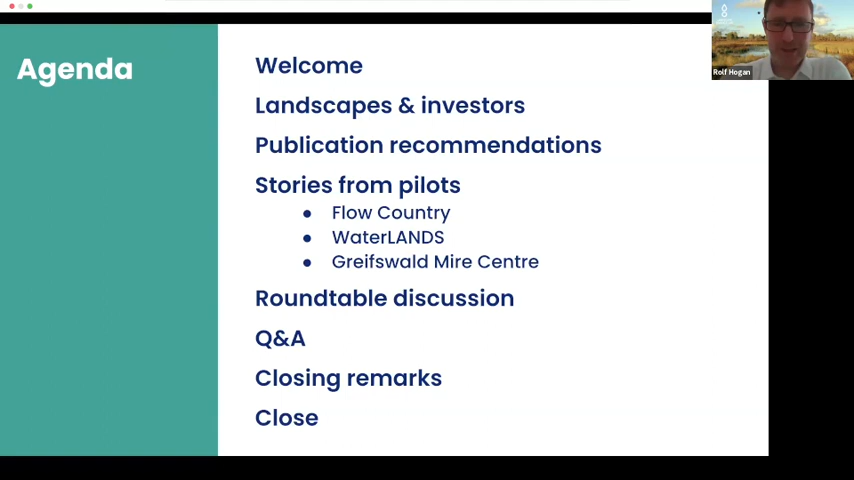 Agenda
Welcome
Landscapes & investors
Publication recommendations
Stories from pilots
● Flow Country
● WaterLANDS
● Greifswald Mire Centre
Roundtable discussion
Q&A
Closing remarks
Close
Rolf Hogan